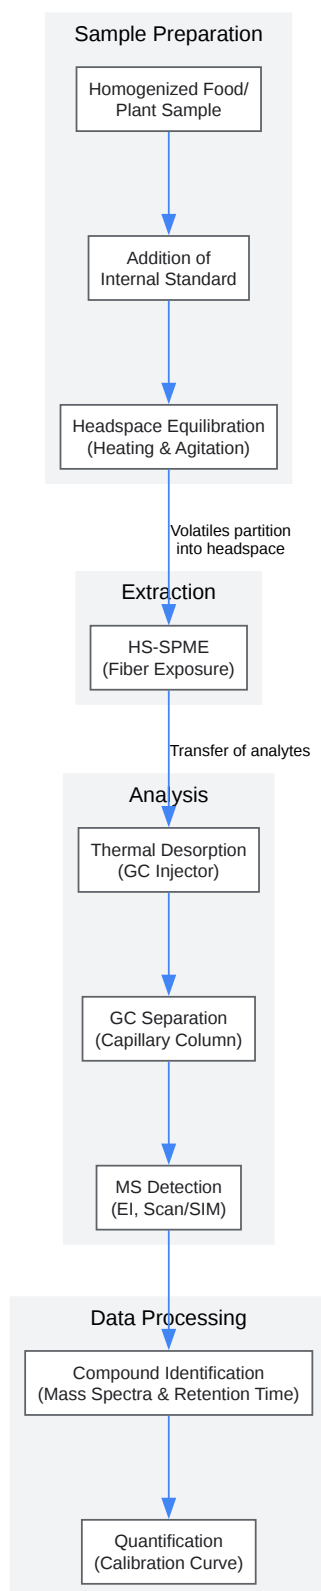 Sample Preparation
Homogenized Food/
Plant Sample
Addition of
Internal Standard
Headspace Equilibration
(Heating & Agitation)
Volatiles partition
into headspace
Extraction
HS-SPME
(Fiber Exposure)
Transfer of analytes
Analysis
Thermal Desorption
(GC Injector)
GC Separation
(Capillary Column)
MS Detection
(EI, Scan/SIM)
Data Processing
Compound Identification
(Mass Spectra & Retention Time)
Quantification
(Calibration Curve)